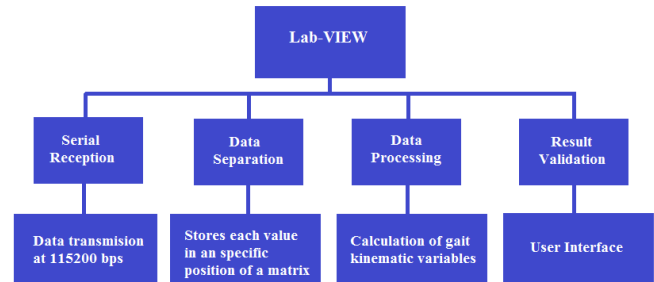 Lab-VIEW
Serial
Reception
Data
Separation
Data
Processing
Result
Validation
Data transmision
at 115200 bps
Stores each value
in an specific
position of a matrix
Calculation of gait
kinematic variables
User Interface